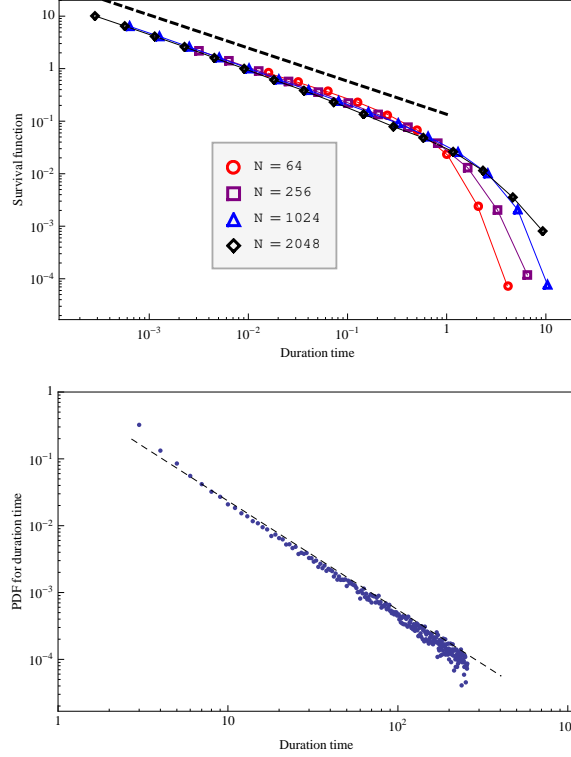 10
1
10⁻¹
10⁻²
10⁻³
10⁻⁴
Survival function
N = 64
N = 256
N = 1024
N = 2048
10⁻³ 10⁻² 10⁻¹ 1 10
Duration time
1
10⁻¹
10⁻²
10⁻³
10⁻⁴
PDF for duration time
1 10 10²
Duration time